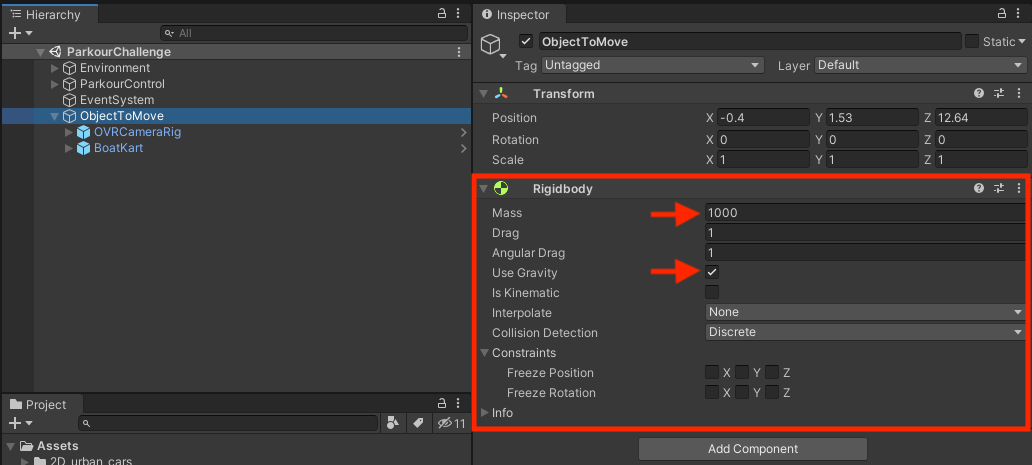 Hierarchy
All
ParkourChallenge
Environment
ParkourControl
EventSystem
ObjectToMove
OVRCameraRig
BoatKart
Project
11
Assets
2D_urban_cars
Inspector
ObjectToMove Static
Tag Untagged Layer Default
Transform
Position X -0.4 Y 1.53 Z 12.64
Rotation X 0 Y 0 Z 0
Scale X 1 Y 1 Z 1
Rigidbody
Mass 1000
Drag 1
Angular Drag 1
Use Gravity
Is Kinematic
Interpolate None
Collision Detection Discrete
Constraints
Freeze Position X Y Z
Freeze Rotation X Y Z
Info
Add Component